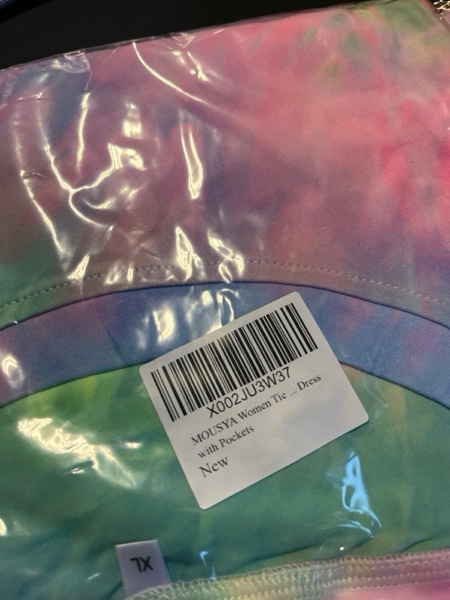 X002JU3W37
MOUSYA Women Tie ... Dress
with Pockets
New
XL